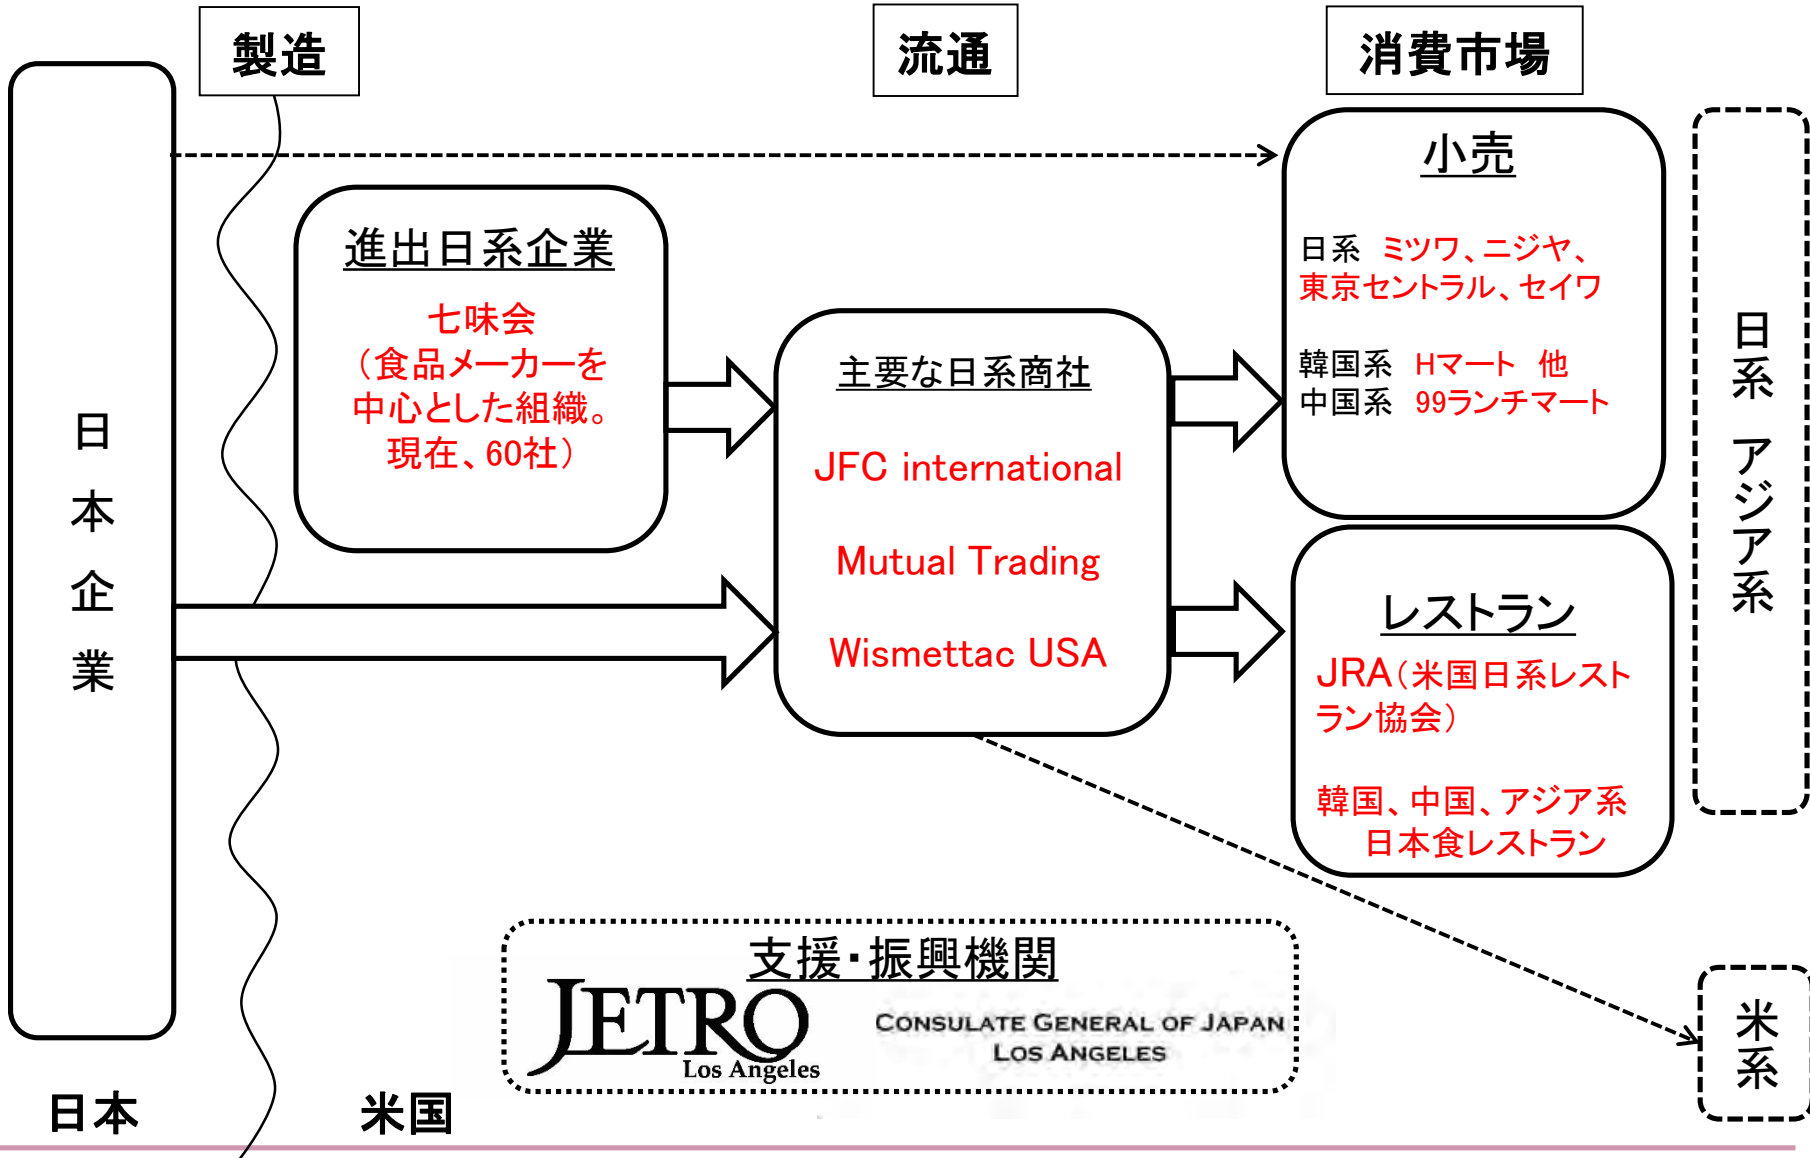 製造
流通
消費市場
日本企業
進出日系企業
七味会
（食品メーカーを
中心とした組織。
現在、60社）
主要な日系商社
JFC international
Mutual Trading
Wismettac USA
小売
日系　ミツワ、ニジヤ、
東京セントラル、セイワ
韓国系　Hマート　他
中国系　99ランチマート
レストラン
JRA（米国日系レスト
ラン協会）
韓国、中国、アジア系
日本食レストラン
日系　アジア系
米系
支援・振興機関
JETRO
Los Angeles
CONSULATE GENERAL OF JAPAN
LOS ANGELES
日本
米国